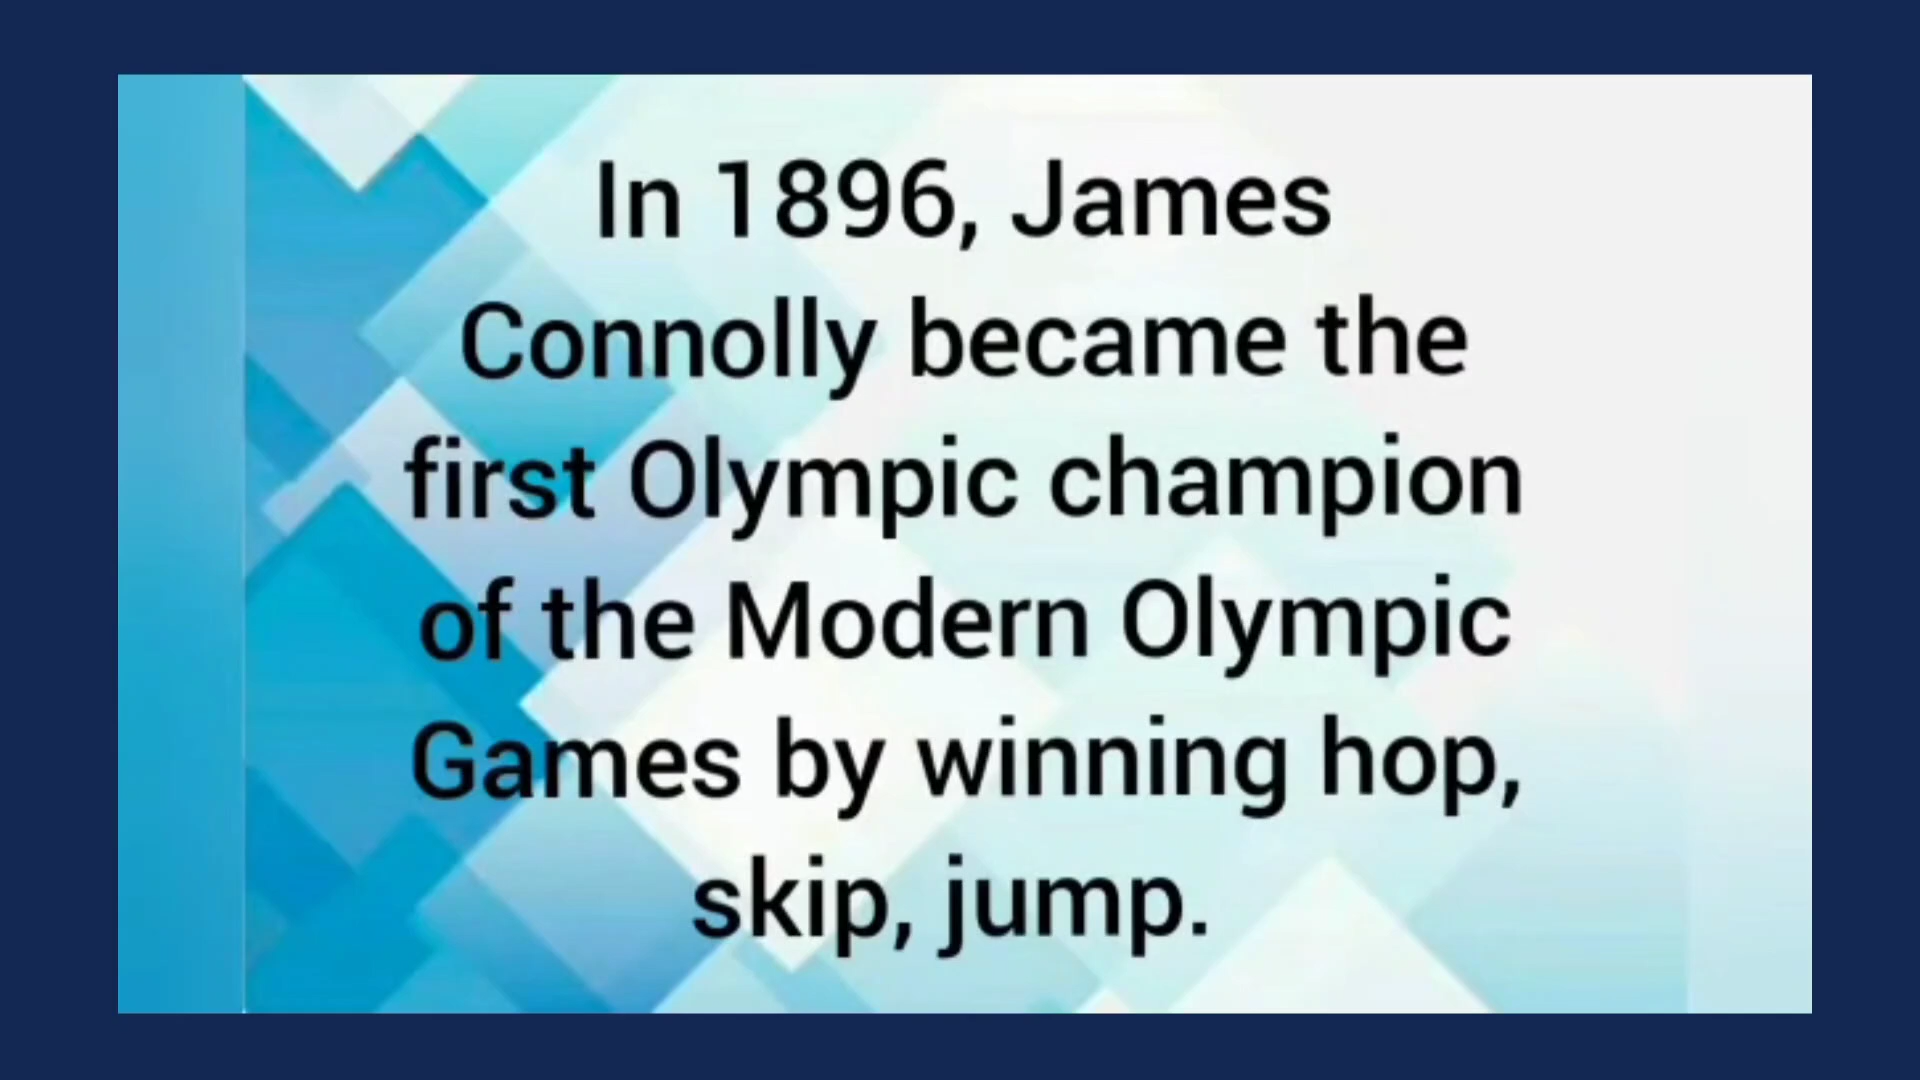 In 1896, James
Connolly became the
first Olympic champion
of the Modern Olympic
Games by winning hop,
skip, jump.